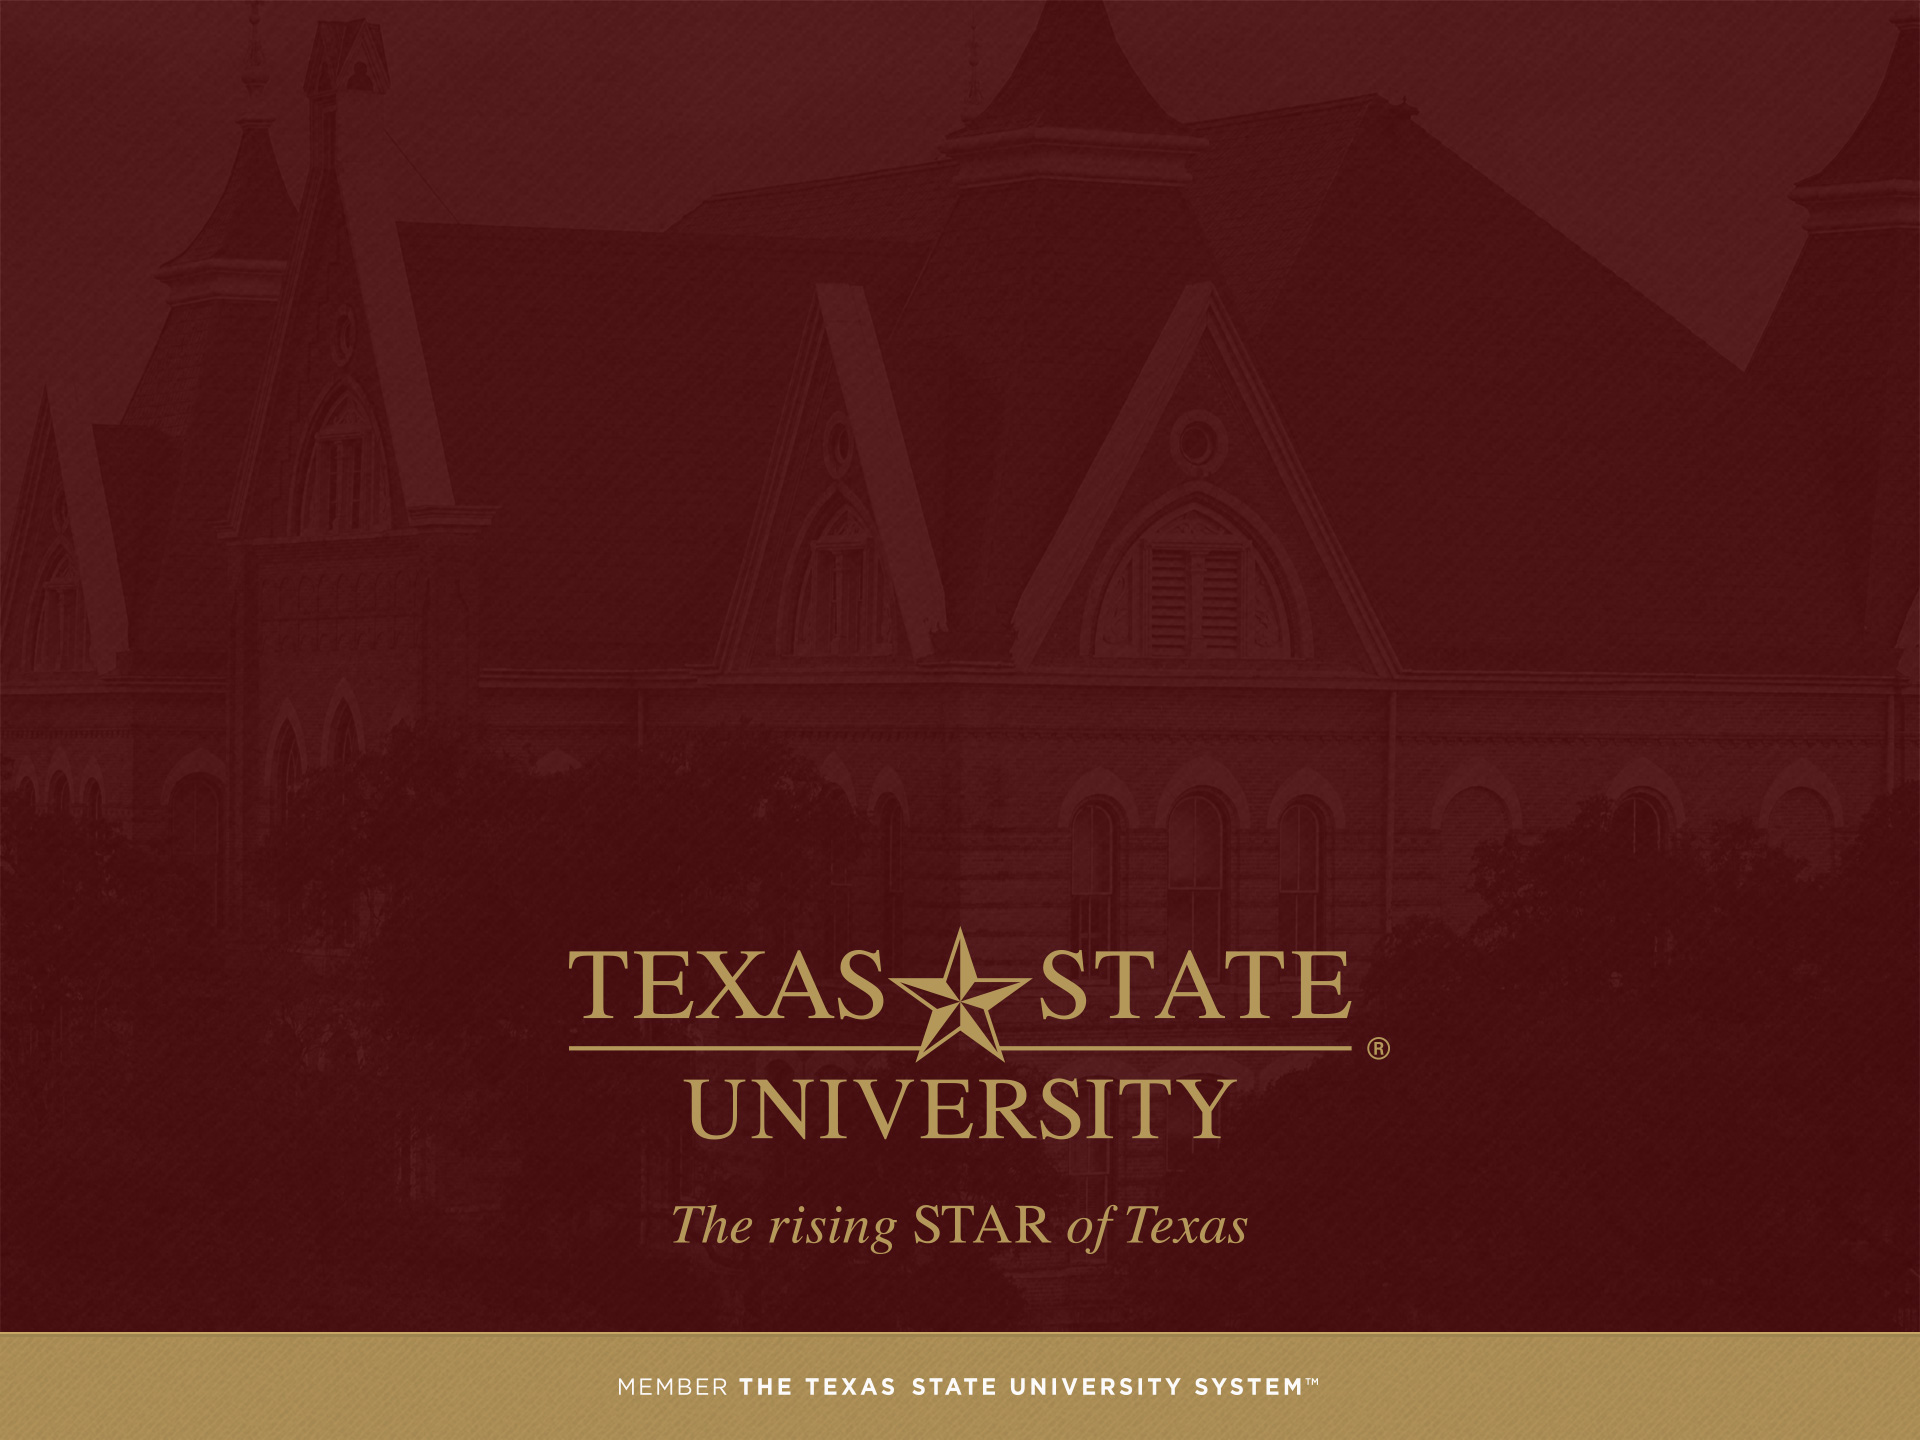 TEXAS STATE
®
UNIVERSITY
The rising STAR of Texas
MEMBER THE TEXAS STATE UNIVERSITY SYSTEM™